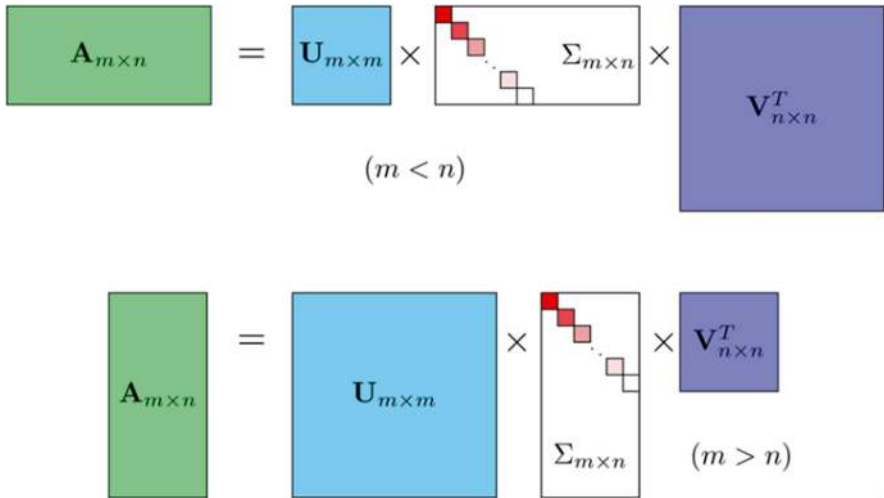 A_{m×n} = U_{m×m} × Σ_{m×n} × V^T_{n×n}
(m < n)
A_{m×n} = U_{m×m} × Σ_{m×n} × V^T_{n×n}
(m > n)